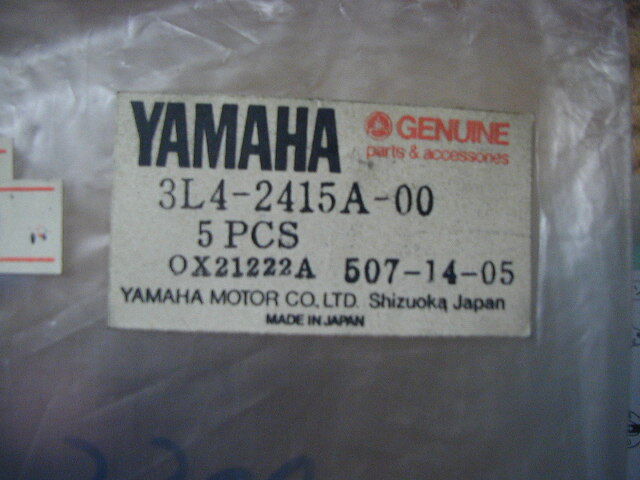 YAMAHA GENUINE
parts & accessories
3L4-2415A-00
5 PCS
OX21222A 507-14-05
YAMAHA MOTOR CO., LTD. Shizuoka, Japan
MADE IN JAPAN